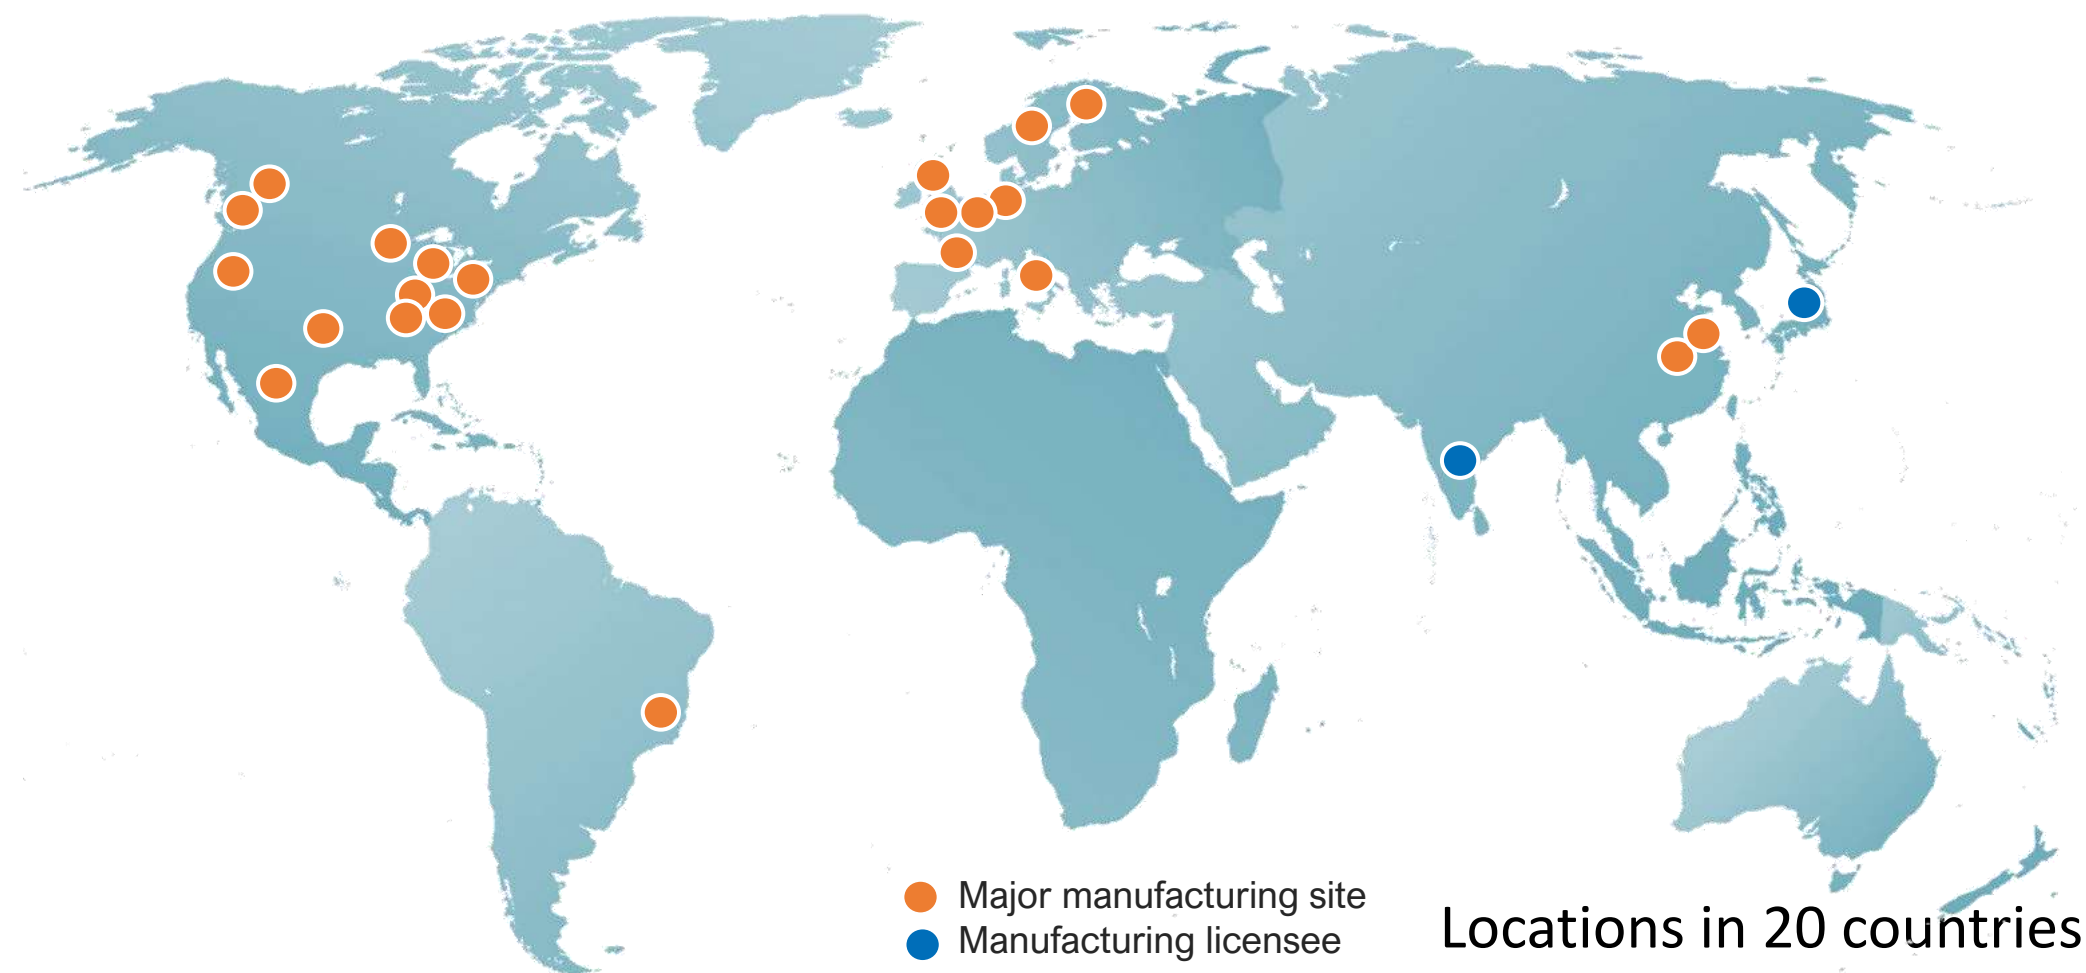 Major manufacturing site
Manufacturing licensee
Locations in 20 countries